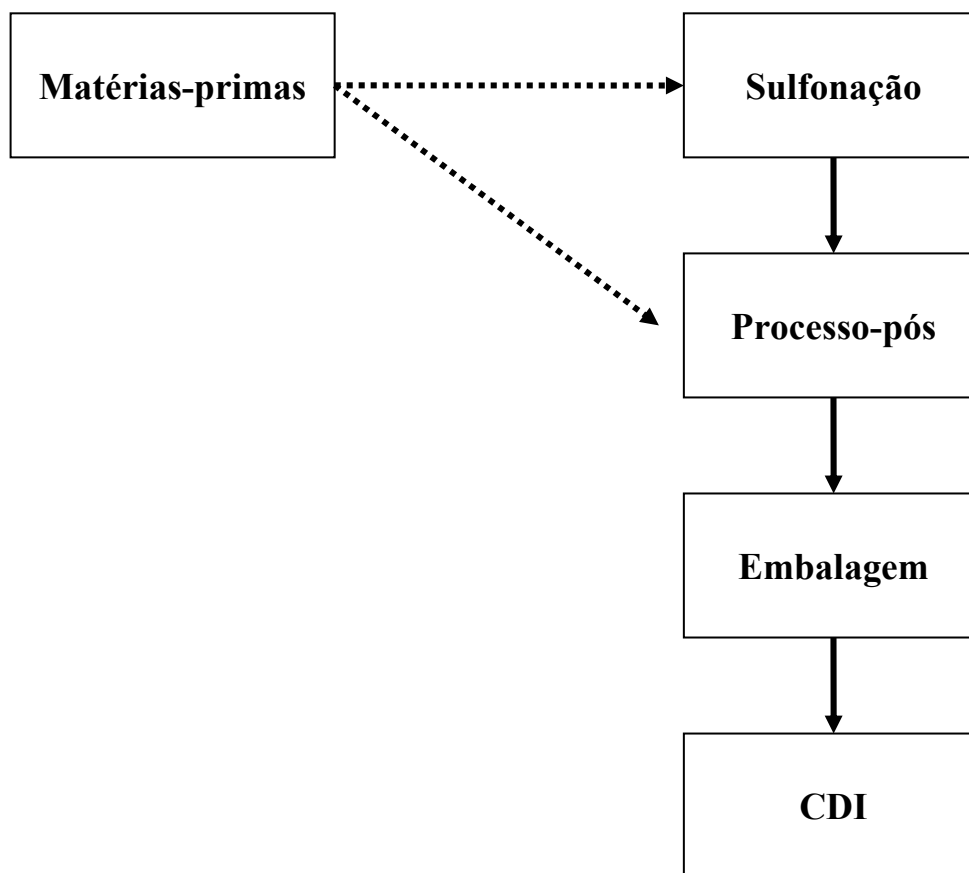 Matérias-primas
Sulfonação
Processo-pós
Embalagem
CDI